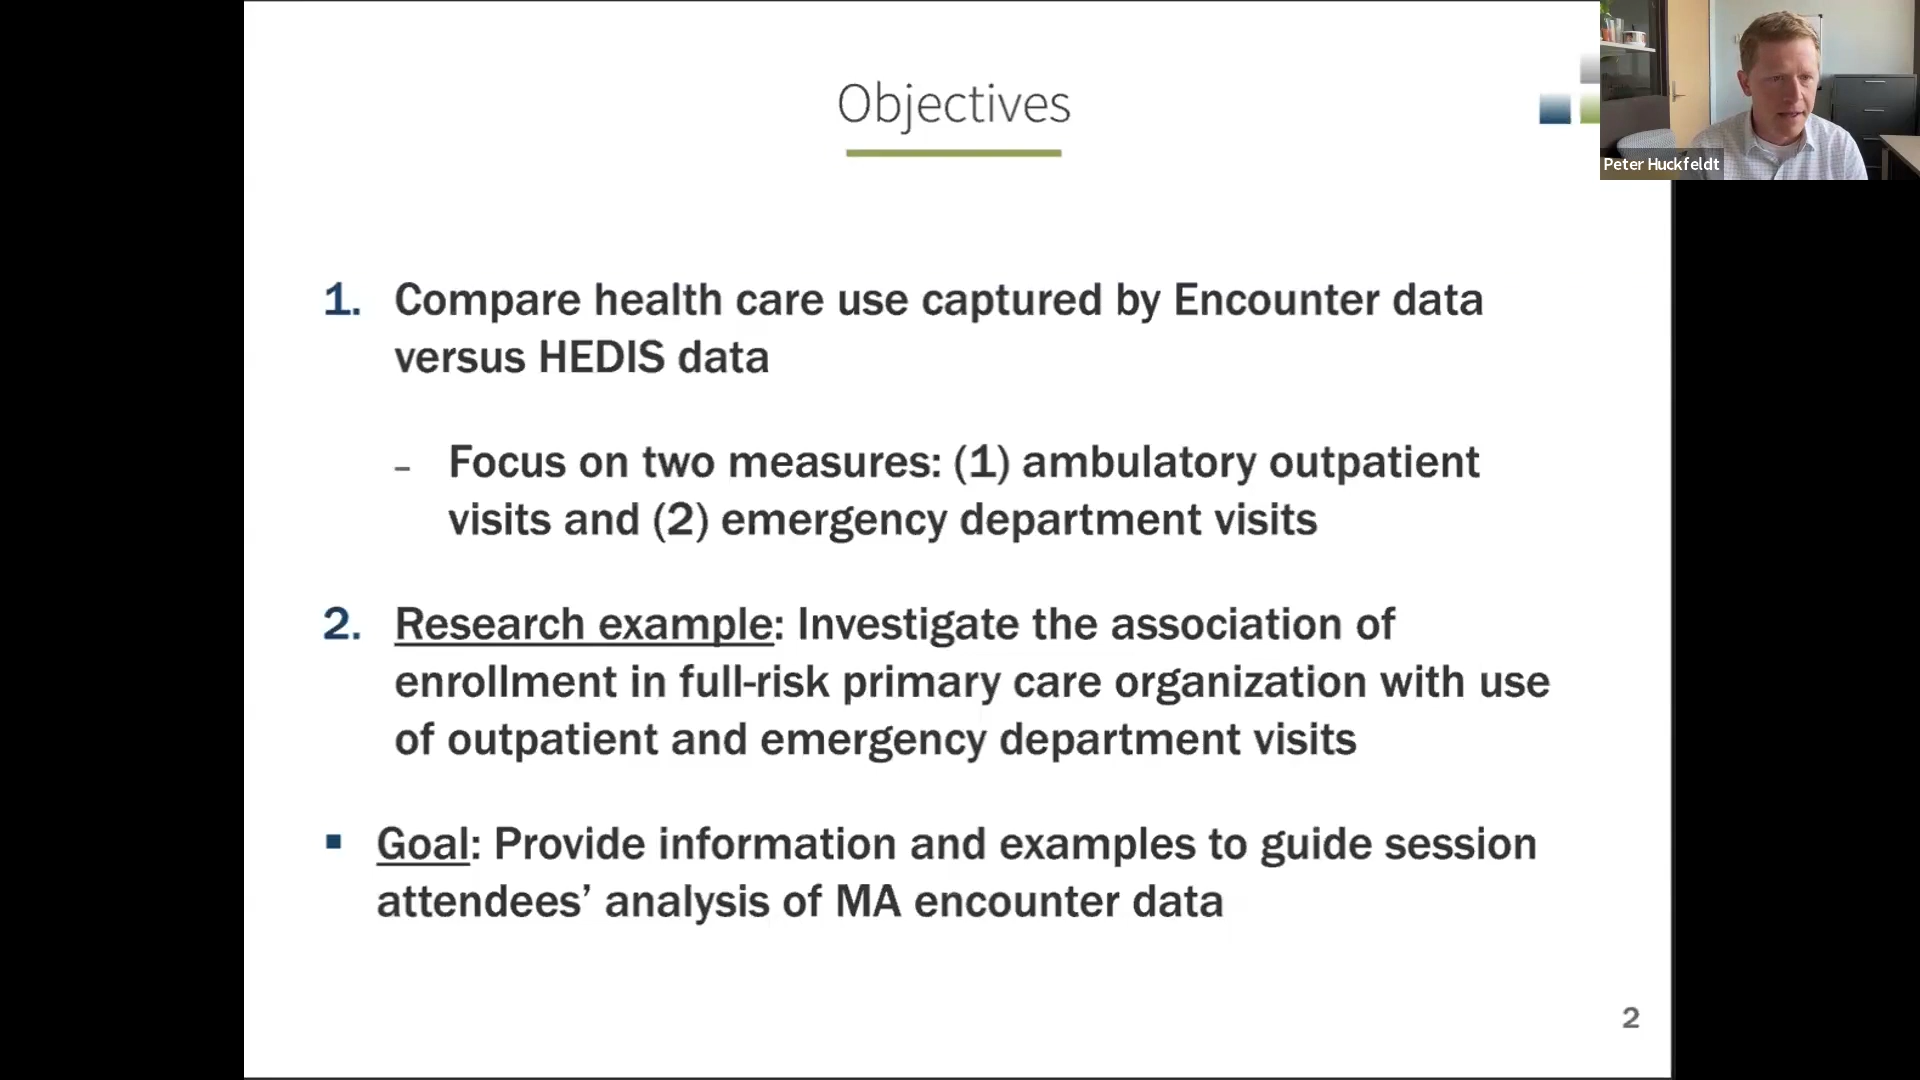 Objectives
Peter Huckfeldt
1. Compare health care use captured by Encounter data
versus HEDIS data
– Focus on two measures: (1) ambulatory outpatient
visits and (2) emergency department visits
2. Research example: Investigate the association of
enrollment in full-risk primary care organization with use
of outpatient and emergency department visits
▪ Goal: Provide information and examples to guide session
attendees’ analysis of MA encounter data
2